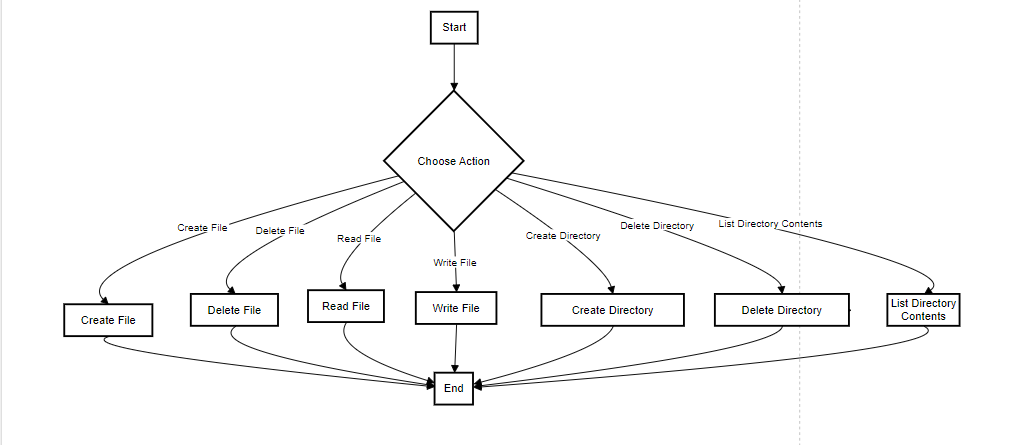 Start
Choose Action
Create File
Delete File
Read File
Write File
Create Directory
Delete Directory
List Directory Contents
Create File
Delete File
Read File
Write File
Create Directory
Delete Directory
List Directory
Contents
End